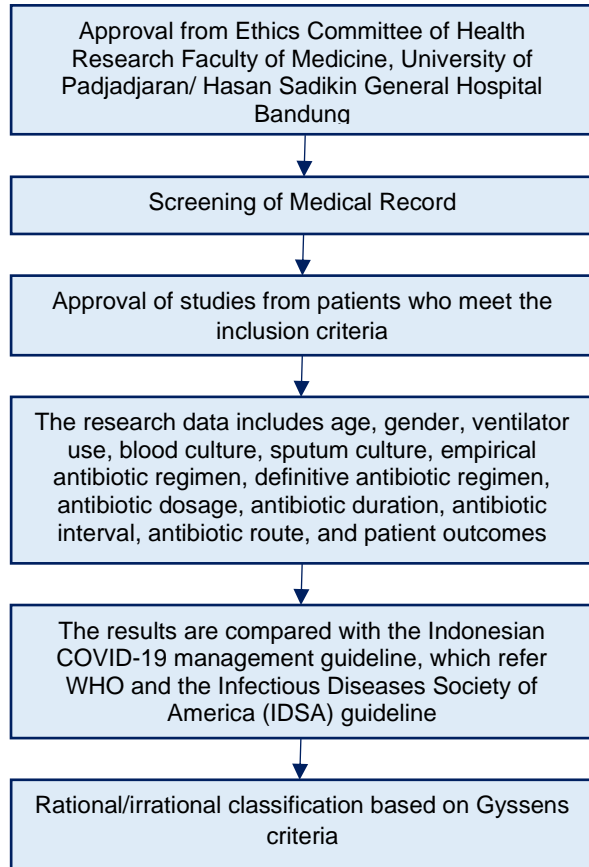 Approval from Ethics Committee of Health
Research Faculty of Medicine, University of
Padjadjaran/ Hasan Sadikin General Hospital
Bandung
Screening of Medical Record
Approval of studies from patients who meet the
inclusion criteria
The research data includes age, gender, ventilator
use, blood culture, sputum culture, empirical
antibiotic regimen, definitive antibiotic regimen,
antibiotic dosage, antibiotic duration, antibiotic
interval, antibiotic route, and patient outcomes
The results are compared with the Indonesian
COVID-19 management guideline, which refer
WHO and the Infectious Diseases Society of
America (IDSA) guideline
Rational/irrational classification based on Gyssens
criteria